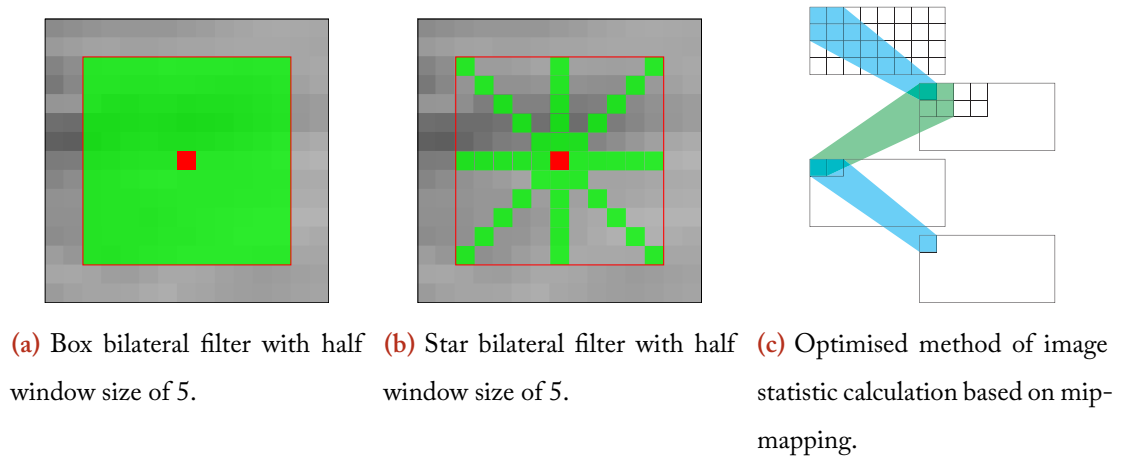 (a) Box bilateral filter with half
window size of 5.
(b) Star bilateral filter with half
window size of 5.
(c) Optimised method of image
statistic calculation based on mip-
mapping.